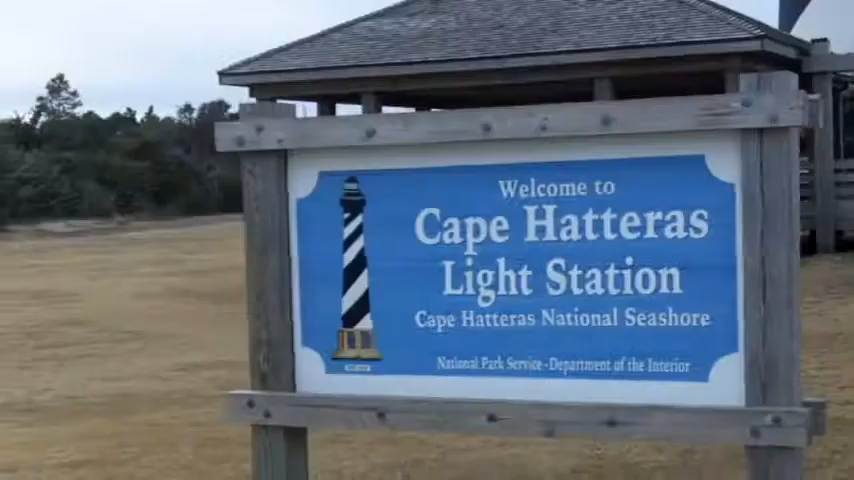 Welcome to
Cape Hatteras
Light Station
Cape Hatteras National Seashore
National Park Service - Department of the Interior